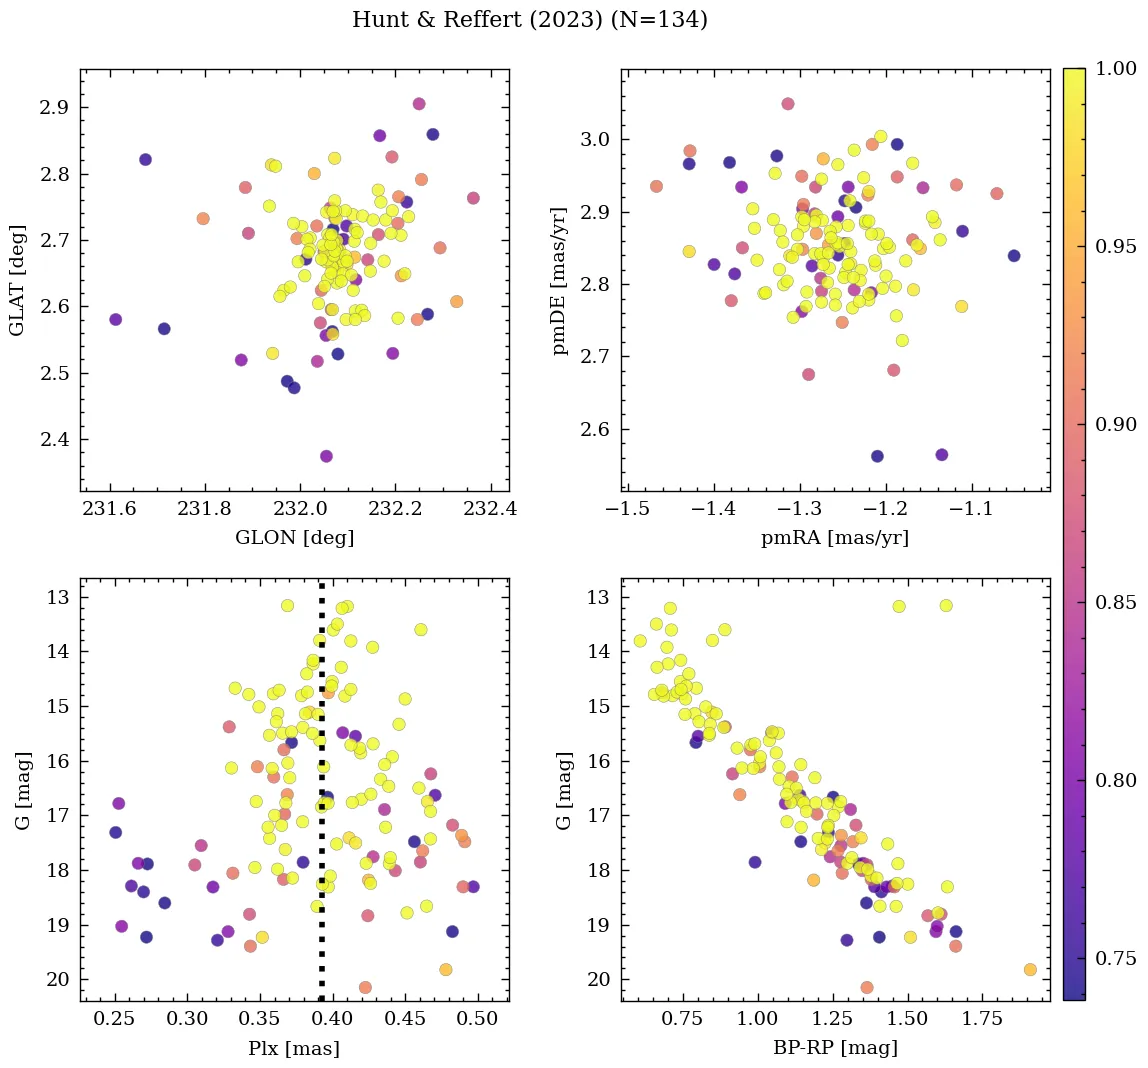 Hunt & Reffert (2023) (N=134)
2.9
2.8
2.7
2.6
2.5
2.4
GLAT [deg]
231.6 231.8 232.0 232.2 232.4
GLON [deg]
3.0
2.9
2.8
2.7
2.6
pmDE [mas/yr]
−1.5 −1.4 −1.3 −1.2 −1.1
pmRA [mas/yr]
13
14
15
16
17
18
19
20
G [mag]
0.25 0.30 0.35 0.40 0.45 0.50
Plx [mas]
13
14
15
16
17
18
19
20
G [mag]
0.75 1.00 1.25 1.50 1.75
BP-RP [mag]
1.00
0.95
0.90
0.85
0.80
0.75